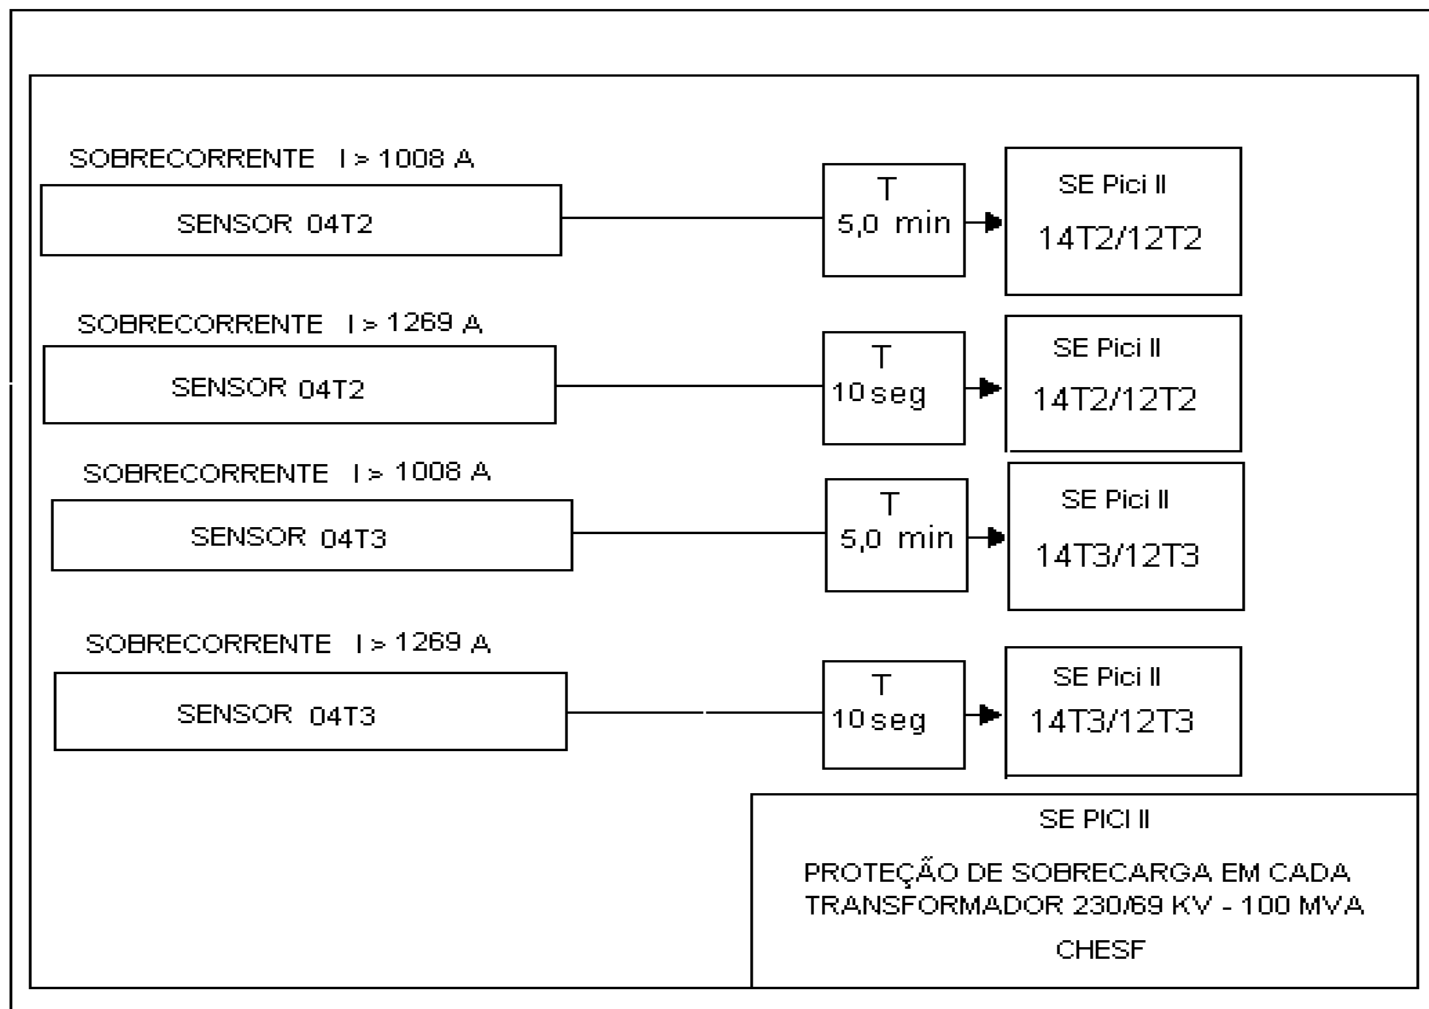 SOBRECORRENTE I > 1008 A
SENSOR 04T2
T
5,0 min
SE Pici II
14T2/12T2
SOBRECORRENTE I > 1269 A
SENSOR 04T2
T
10 seg
SE Pici II
14T2/12T2
SOBRECORRENTE I > 1008 A
SENSOR 04T3
T
5,0 min
SE Pici II
14T3/12T3
SOBRECORRENTE I > 1269 A
SENSOR 04T3
T
10 seg
SE Pici II
14T3/12T3
SE PICI II
PROTEÇÃO DE SOBRECARGA EM CADA
TRANSFORMADOR 230/69 KV - 100 MVA
CHESF